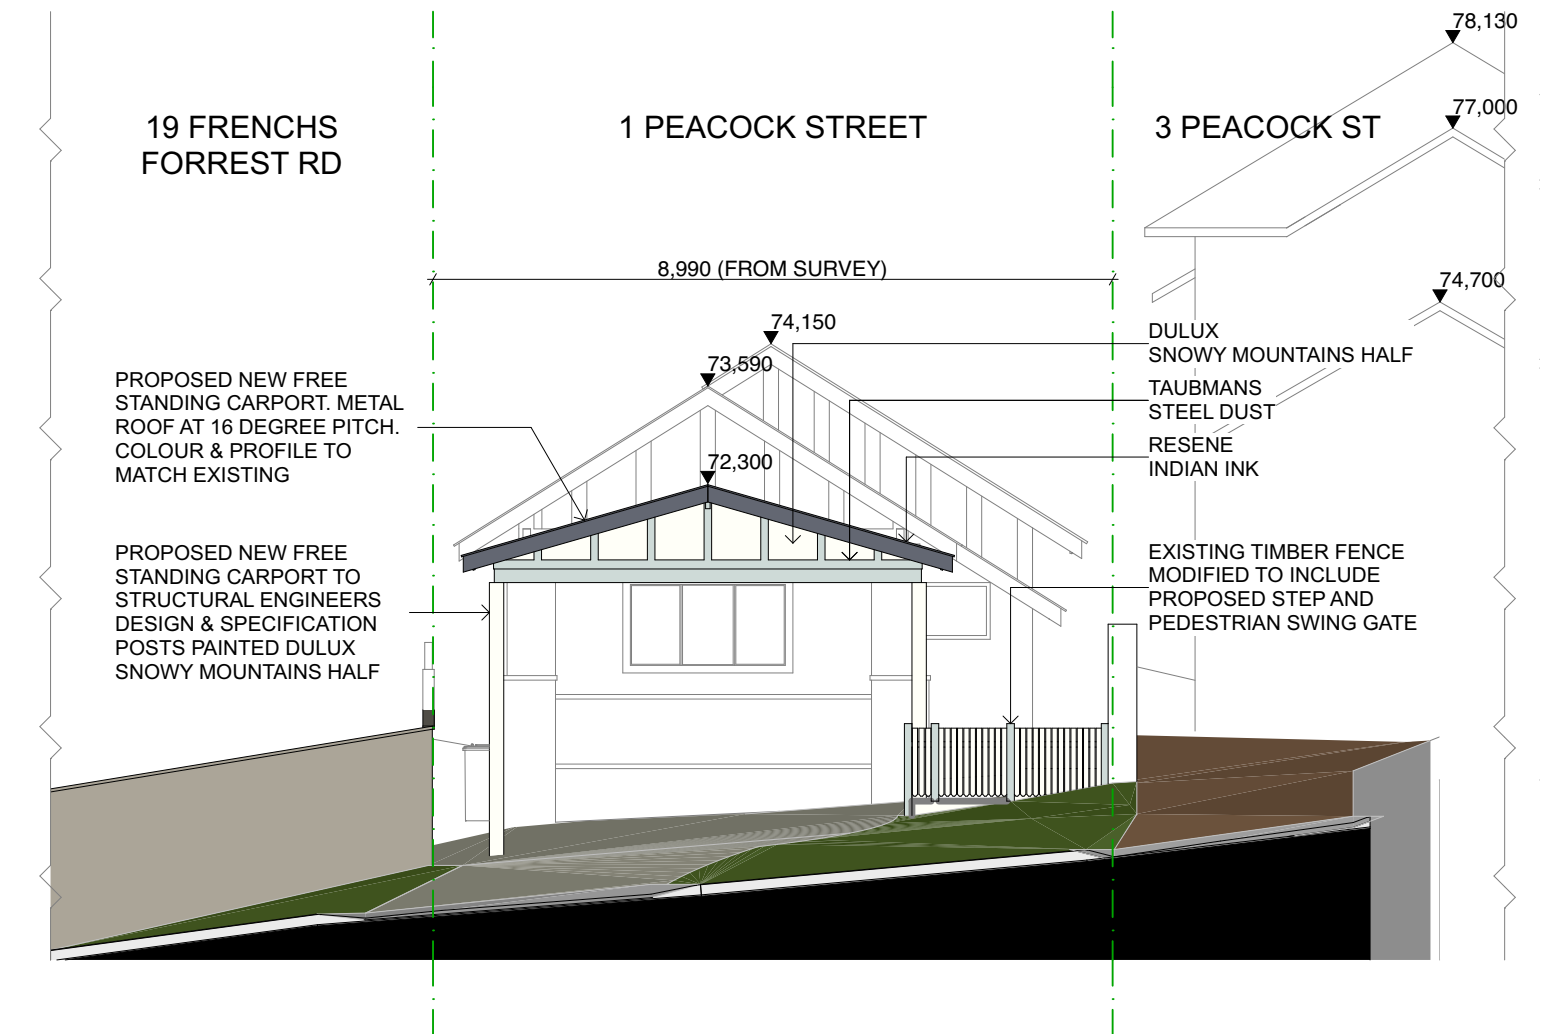 78,130
77,000
19 FRENCHS
FORREST RD
1 PEACOCK STREET
3 PEACOCK ST
8,990 (FROM SURVEY)
74,700
74,150
73,590
72,300
PROPOSED NEW FREE
STANDING CARPORT. METAL
ROOF AT 16 DEGREE PITCH.
COLOUR & PROFILE TO
MATCH EXISTING
PROPOSED NEW FREE
STANDING CARPORT TO
STRUCTURAL ENGINEERS
DESIGN & SPECIFICATION
POSTS PAINTED DULUX
SNOWY MOUNTAINS HALF
DULUX
SNOWY MOUNTAINS HALF
TAUBMANS
STEEL DUST
RESENE
INDIAN INK
EXISTING TIMBER FENCE
MODIFIED TO INCLUDE
PROPOSED STEP AND
PEDESTRIAN SWING GATE